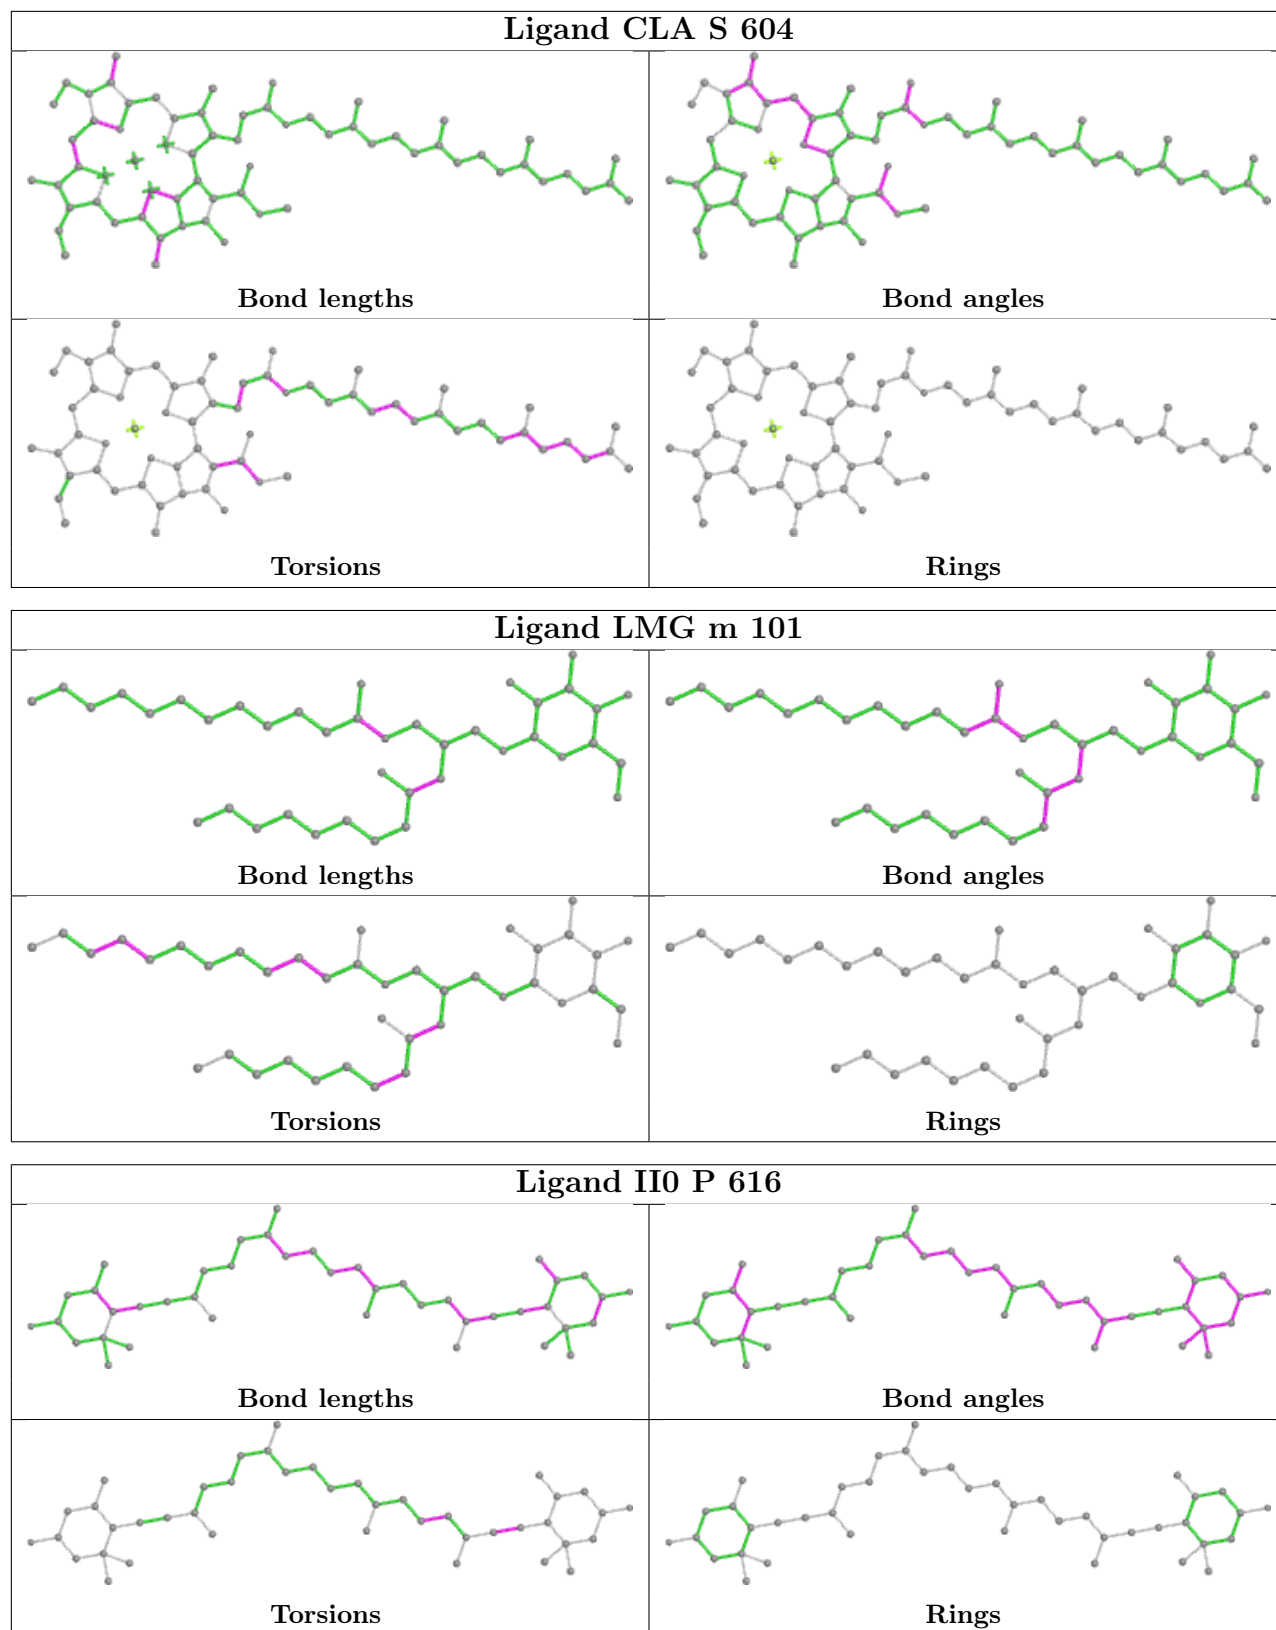 Ligand CLA S 604
Bond lengths
Bond angles
Torsions
Rings
Ligand LMG m 101
Bond lengths
Bond angles
Torsions
Rings
Ligand II0 P 616
Bond lengths
Bond angles
Torsions
Rings